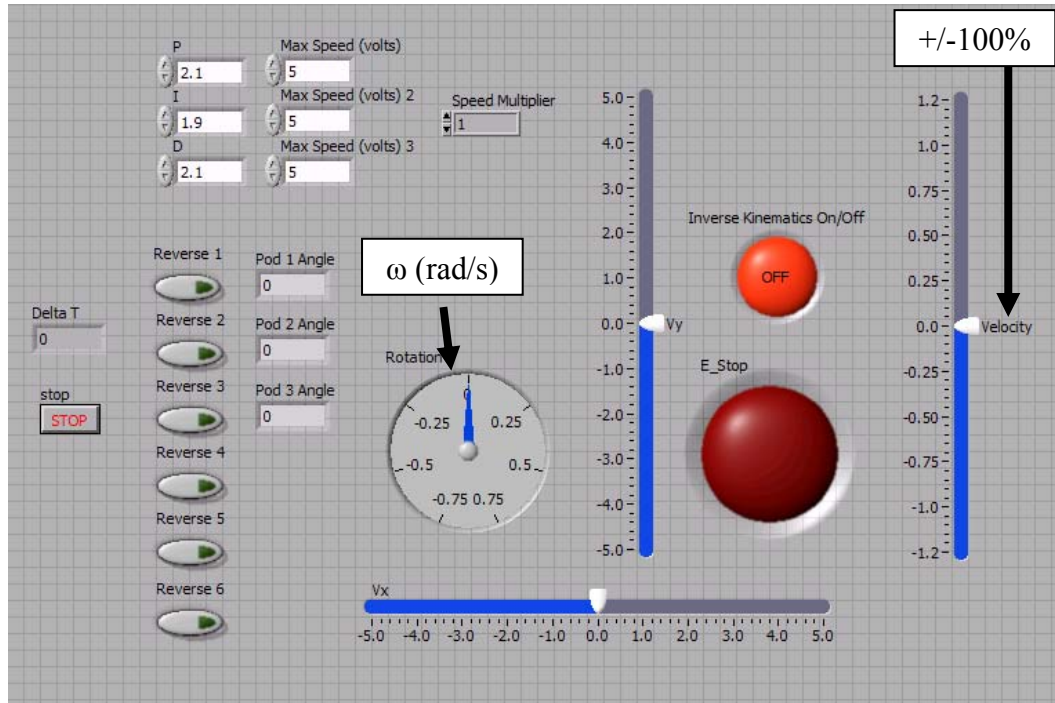 +/-100%
P
2.1
Max Speed (volts)
5
I
1.9
Max Speed (volts) 2
5
D
2.1
Max Speed (volts) 3
5
Speed Multiplier
1
Reverse 1
Reverse 2
Reverse 3
Reverse 4
Reverse 5
Reverse 6
Pod 1 Angle
0
Pod 2 Angle
0
Pod 3 Angle
0
Delta T
0
stop
STOP
ω (rad/s)
Rotation
0
-0.25 0.25
-0.5 0.5
-0.75 0.75
5.0
4.0
3.0
2.0
1.0
0.0
-1.0
-2.0
-3.0
-4.0
-5.0
Vy
Inverse Kinematics On/Off
OFF
E_Stop
1.2
1.0
0.75
0.50
0.25
0.0
-0.25
-0.50
-0.75
-1.0
-1.2
Velocity
Vx
-5.0 -4.0 -3.0 -2.0 -1.0 0.0 1.0 2.0 3.0 4.0 5.0